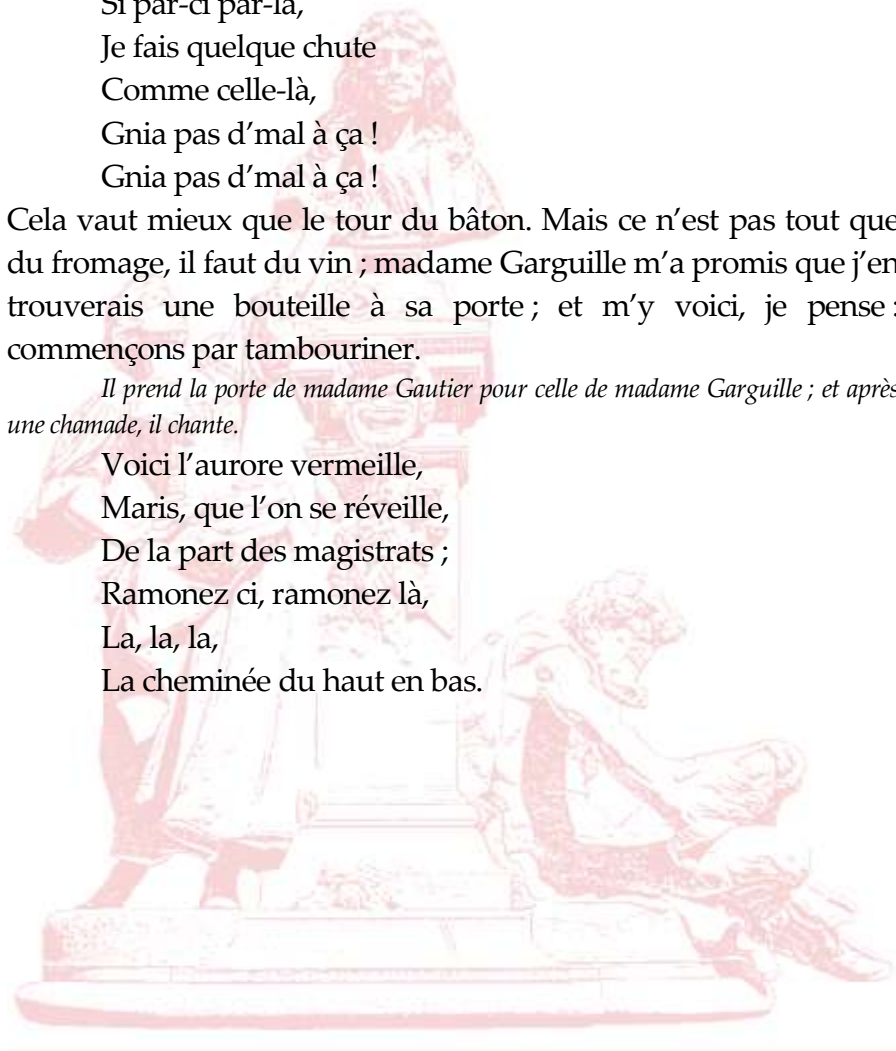 Si par-ci par-là,
Je fais quelque chute
Comme celle-là,
Gnia pas d’mal à ça !
Gnia pas d’mal à ça !
Cela vaut mieux que le tour du bâton. Mais ce n’est pas tout que
du fromage, il faut du vin ; madame Garguille m’a promis que j’en
trouverais une bouteille à sa porte ; et m’y voici, je pense :
commençons par tambouriner.
Il prend la porte de madame Gautier pour celle de madame Garguille ; et après
une chamade, il chante.
Voici l’aurore vermeille,
Maris, que l’on se réveille,
De la part des magistrats ;
Ramonez ci, ramonez là,
La, la, la,
La cheminée du haut en bas.